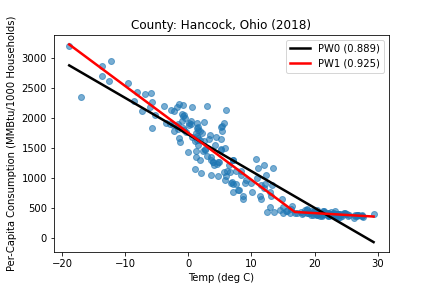 County: Hancock, Ohio (2018)
PW0 (0.889)
PW1 (0.925)
Per-Capita Consumption (MMBtu/1000 Households)
3000
2500
2000
1500
1000
500
0
−20 −10 0 10 20 30
Temp (deg C)